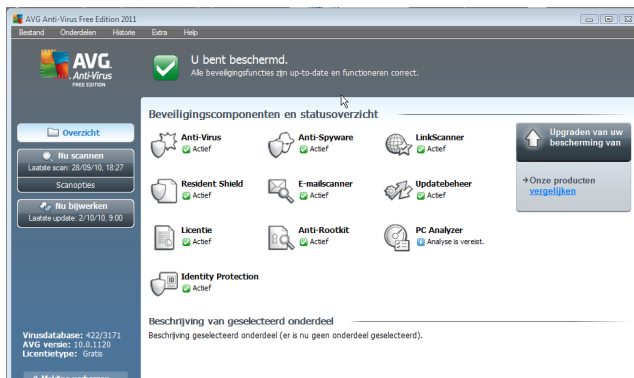 AVG Anti-Virus Free Edition 2011
Bestand Onderdelen Historie Extra Help
AVG.
Anti-Virus
FREE EDITION
U bent beschermd.
Alle beveiligingsfuncties zijn up-to-date en functioneren correct.
Overzicht
Nu scannen
Laatste scan: 28/09/10, 18:27
Scanopties
Nu bijwerken
Laatste update: 2/10/10, 9:00
Beveiligingscomponenten en statusoverzicht
Anti-Virus
Actief
Anti-Spyware
Actief
LinkScanner
Actief
Resident Shield
Actief
E-mailscanner
Actief
Updatebeheer
Actief
Licentie
Actief
Anti-Rootkit
Actief
PC Analyzer
Analyse is vereist.
Identity Protection
Actief
Upgraden van uw
bescherming van
Onze producten
vergelijken
Beschrijving van geselecteerd onderdeel
Beschrijving geselecteerd onderdeel (er is nu geen onderdeel geselecteerd).
Virusdatabase: 422/3171
AVG versie: 10.0.1120
Licentietype: Gratis